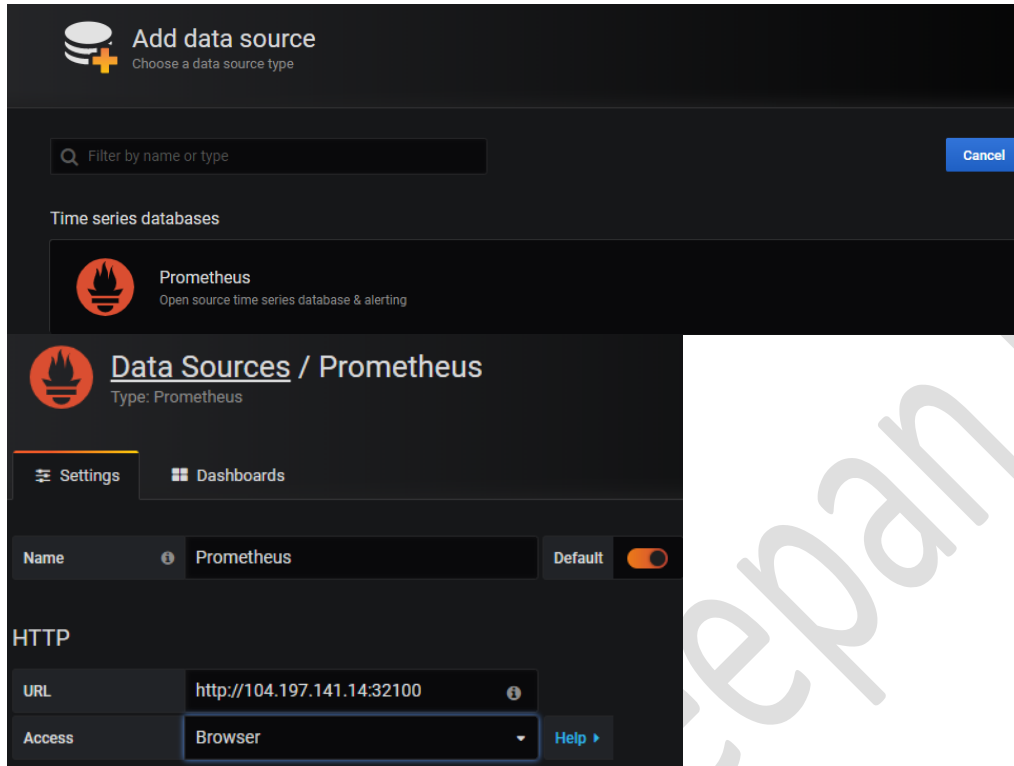 Add data source
Choose a data source type
Filter by name or type
Cancel
Time series databases
Prometheus
Open source time series database & alerting
Data Sources / Prometheus
Type: Prometheus
Settings Dashboards
Name Prometheus Default
HTTP
URL http://104.197.141.14:32100
Access Browser Help